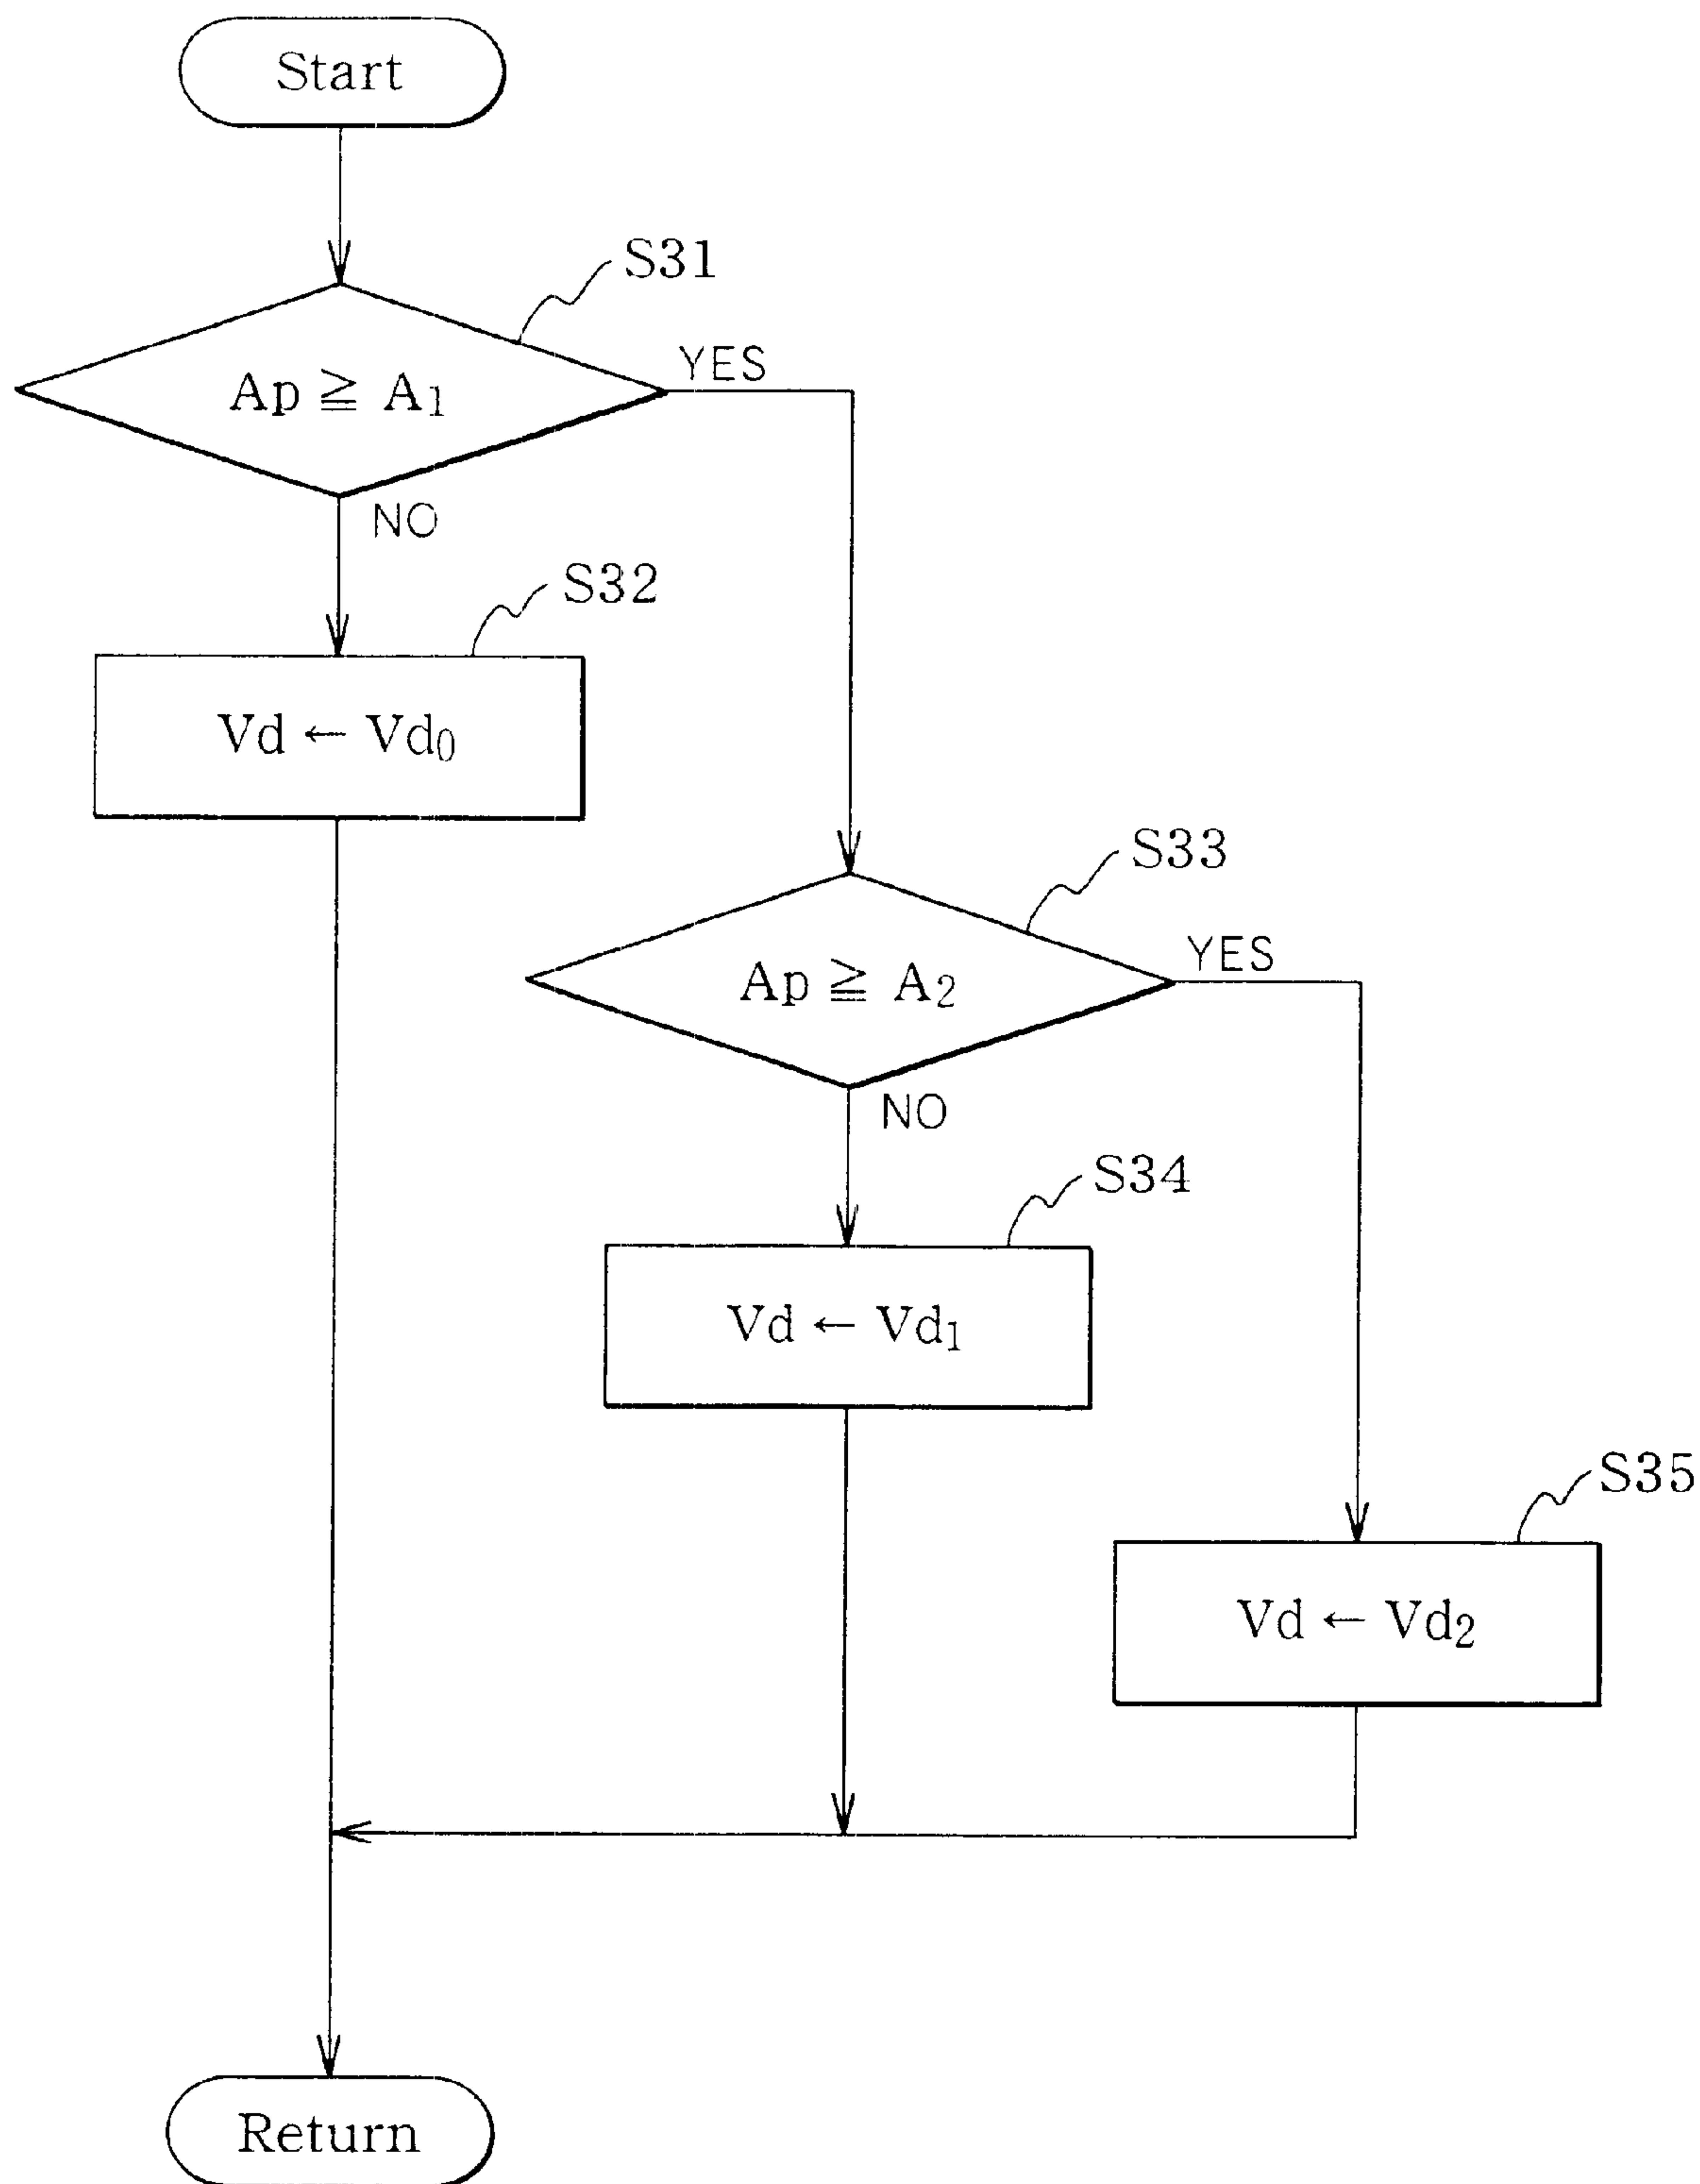 Start
S31
Ap ≧ A₁
YES
NO
S32
Vd ← Vd₀
S33
Ap ≧ A₂
YES
NO
S34
Vd ← Vd₁
S35
Vd ← Vd₂
Return